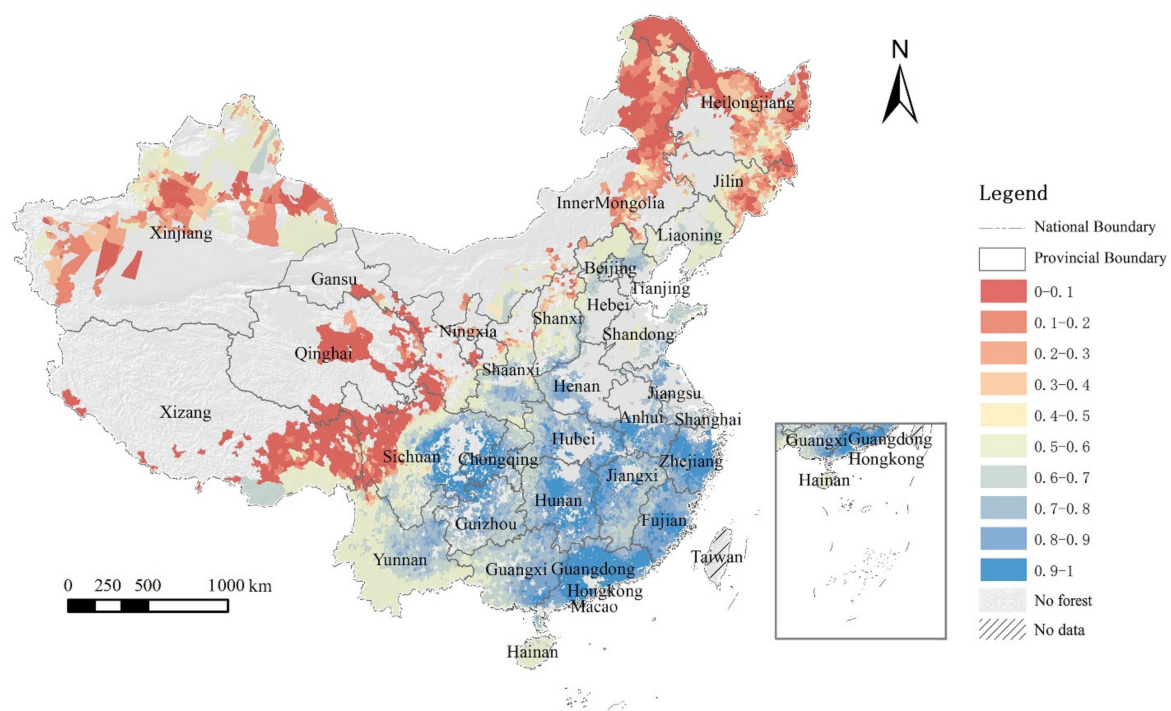 N
Heilongjiang
Jilin
InnerMongolia
Liaoning
Xinjiang
Beijing
Gansu
Tianjing
Hebei
Shanxi
Ningxia
Shandong
Qinghai
Shaanxi
Henan
Jiangsu
Xizang
Anhui
Shanghai
Hubei
Sichuan
Chongqing
Zhejiang
Jiangxi
Hunan
Guizhou
Fujian
Yunnan
Taiwan
Guangxi
Guangdong
Hongkong
Macao
Hainan
0 250 500 1000 km
Guangxi
Guangdong
Hongkong
Hainan
Legend
National Boundary
Provincial Boundary
0-0.1
0.1-0.2
0.2-0.3
0.3-0.4
0.4-0.5
0.5-0.6
0.6-0.7
0.7-0.8
0.8-0.9
0.9-1
No forest
No data